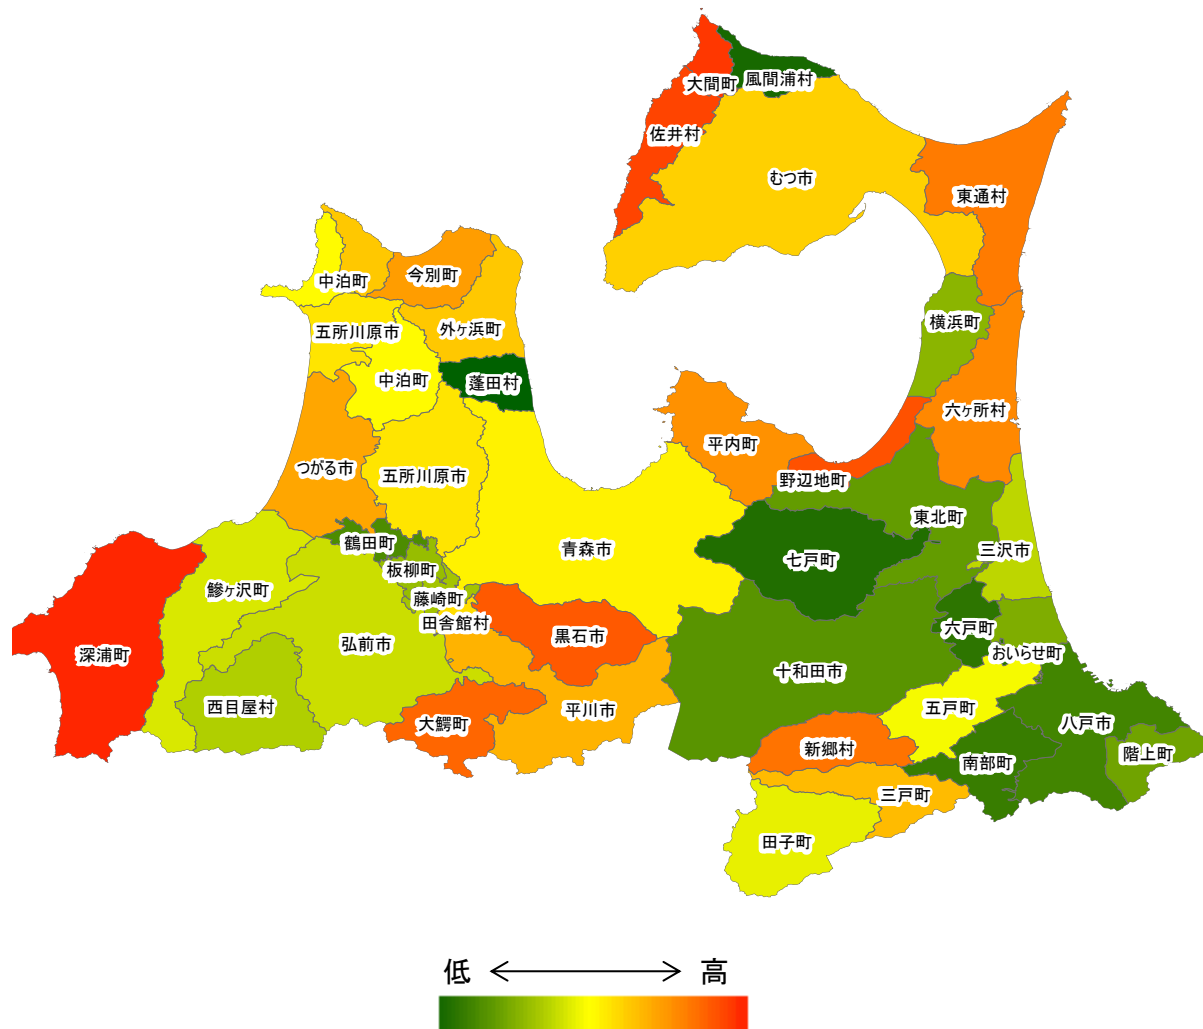 大間町
風間浦村
佐井村
むつ市
東通村
中泊町
今別町
横浜町
五所川原市
外ヶ浜町
中泊町
蓬田村
六ヶ所村
平内町
つがる市
五所川原市
野辺地町
東北町
鶴田町
青森市
三沢市
七戸町
板柳町
鰺ヶ沢町
藤崎町
田舎館村
六戸町
黒石市
弘前市
深浦町
おいらせ町
十和田市
西目屋村
五戸町
平川市
大鰐町
八戸市
新郷村
階上町
南部町
三戸町
田子町
低 高